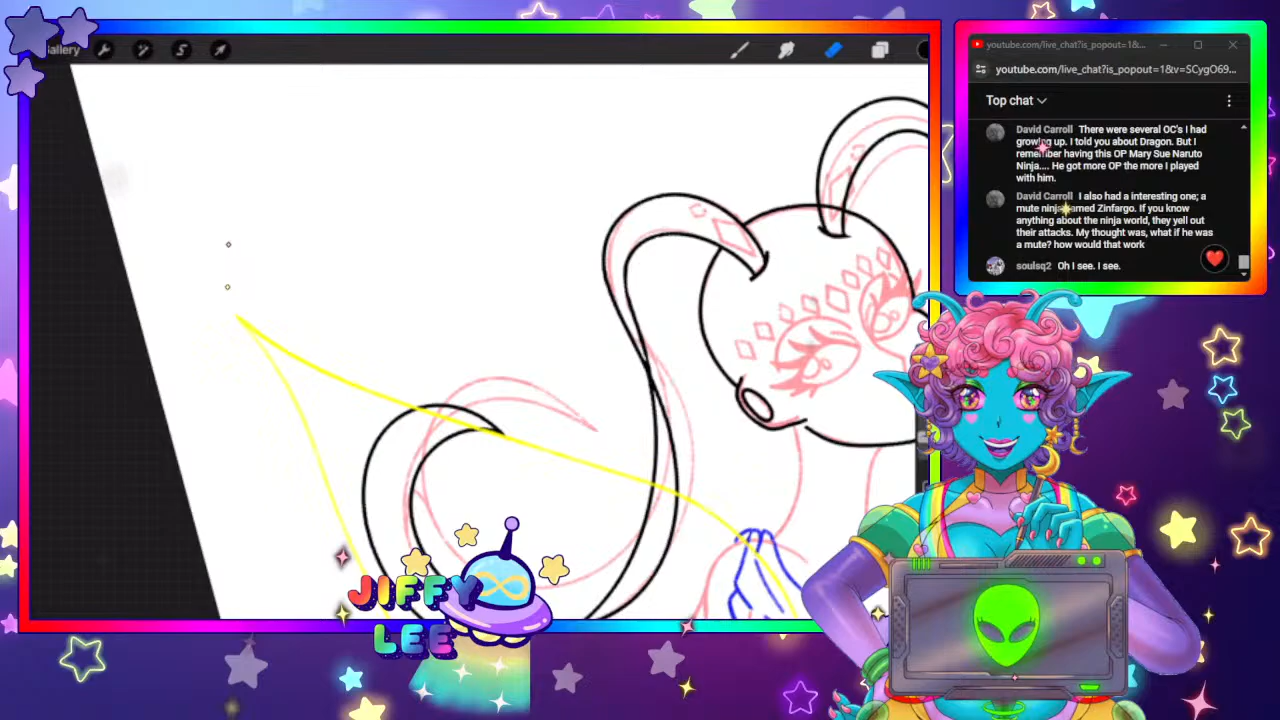 Gallery
youtube.com/live_chat?is_popout=1&...
youtube.com/live_chat?is_popout=1&v=SCygO69...
Top chat
David Carroll There were several OC's I had
growing up. I told you about Dragon. But I
remember having this OP Mary Sue Naruto
Ninja.... He got more OP the more I played
with him.
David Carroll I also had a interesting one; a
mute ninja named Zinfargo. If you know
anything about the ninja world, they yell out
their attacks. My thought was, what if he was
a mute? how would that work
soulsq2 Oh I see. I see.
JIFFY
LEE